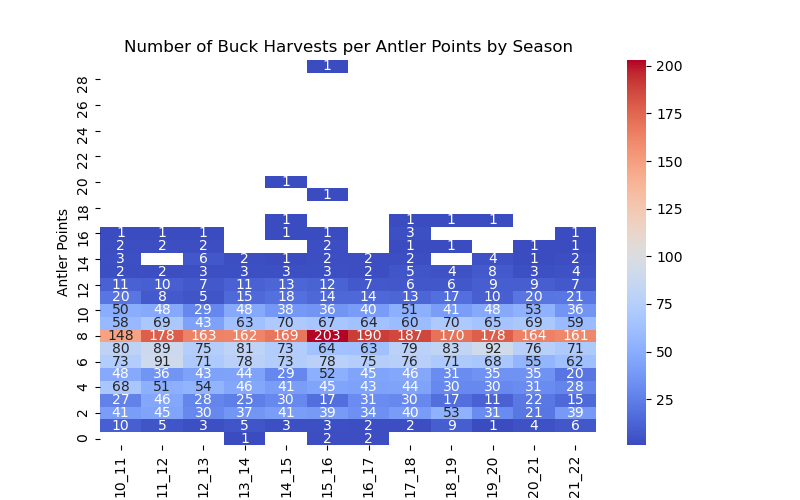 Number of Buck Harvests per Antler Points by Season
Antler Points
1
28
26
24
22
20 1
1
18
1 1 1 1
16 1 1 1 1 1 3 1
2 2 2 2 1 1 1 1
14 3 6 2 1 2 2 2 4 1 2
2 2 3 3 3 3 2 5 4 8 3 4
12 11 10 7 11 13 12 7 6 6 9 9 7
20 8 5 15 18 14 14 13 17 10 20 21
10 50 48 29 48 38 36 40 51 41 48 53 36
58 69 43 63 70 67 64 60 70 65 69 59
8 148 178 163 162 169 203 190 187 170 178 164 161
80 89 75 81 73 64 63 79 83 92 76 71
6 73 91 71 78 73 78 75 76 71 68 55 62
48 36 43 44 29 52 45 46 31 35 35 20
4 68 51 54 46 41 45 43 44 30 30 31 28
27 46 28 25 30 17 31 30 17 11 22 15
2 41 45 30 37 41 39 34 40 53 31 21 39
10 5 3 5 3 3 2 2 9 1 4 6
0 1 2 2
10_11 11_12 12_13 13_14 14_15 15_16 16_17 17_18 18_19 19_20 20_21 21_22
200
175
150
125
100
75
50
25